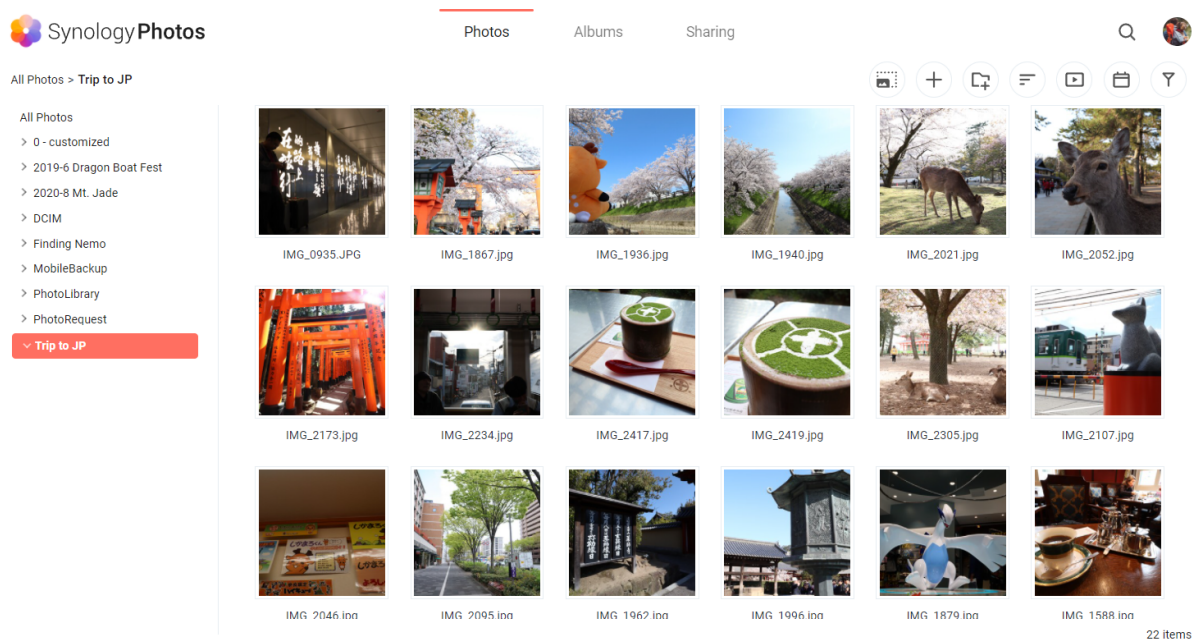 Synology Photos
Photos
Albums
Sharing
All Photos > Trip to JP
All Photos
0 - customized
2019-6 Dragon Boat Fest
2020-8 Mt. Jade
DCIM
Finding Nemo
MobileBackup
PhotoLibrary
PhotoRequest
Trip to JP
IMG_0935.JPG
IMG_1867.jpg
IMG_1936.jpg
IMG_1940.jpg
IMG_2021.jpg
IMG_2052.jpg
IMG_2173.jpg
IMG_2234.jpg
IMG_2417.jpg
IMG_2419.jpg
IMG_2305.jpg
IMG_2107.jpg
IMG_2046.jpg
IMG_2095.jpg
IMG_1962.jpg
IMG_1996.jpg
IMG_1879.jpg
IMG_1588.jpg
22 items